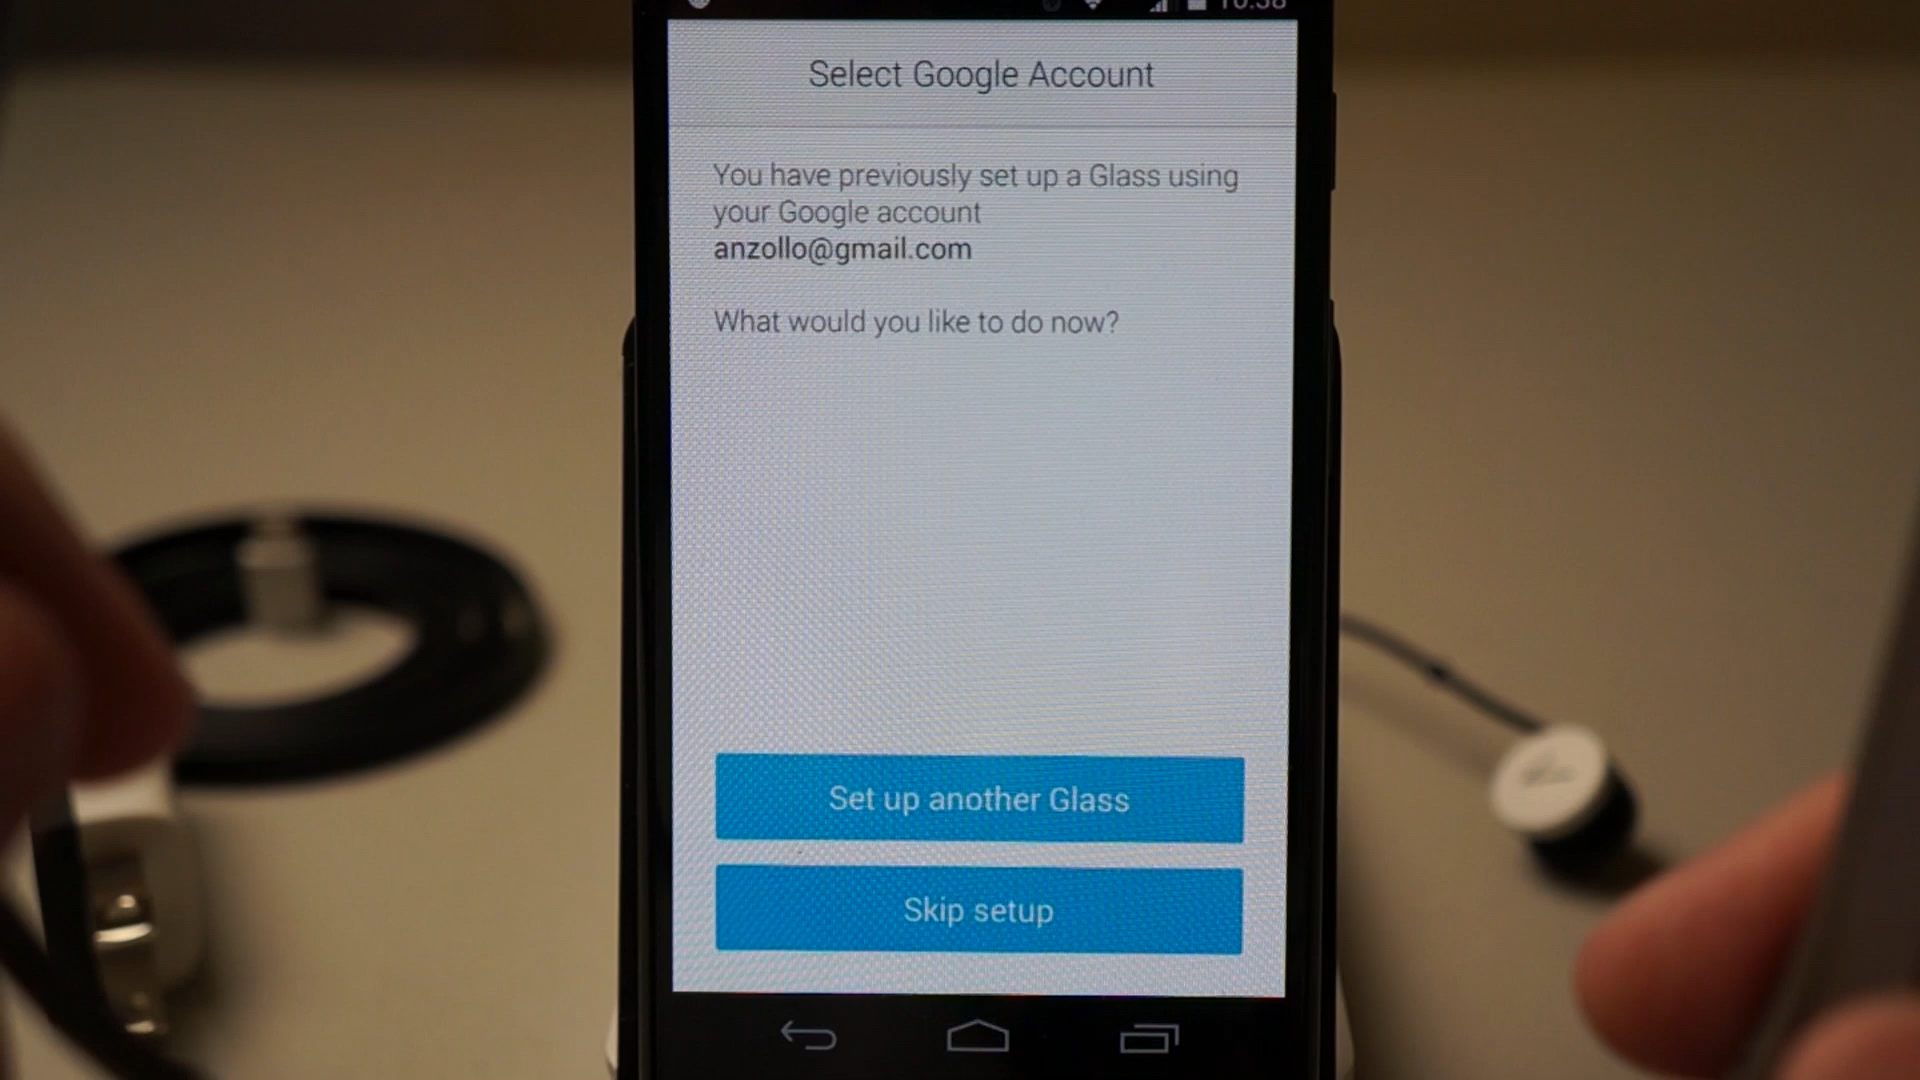 Select Google Account
You have previously set up a Glass using
your Google account
anzollo@gmail.com
What would you like to do now?
Set up another Glass
Skip setup